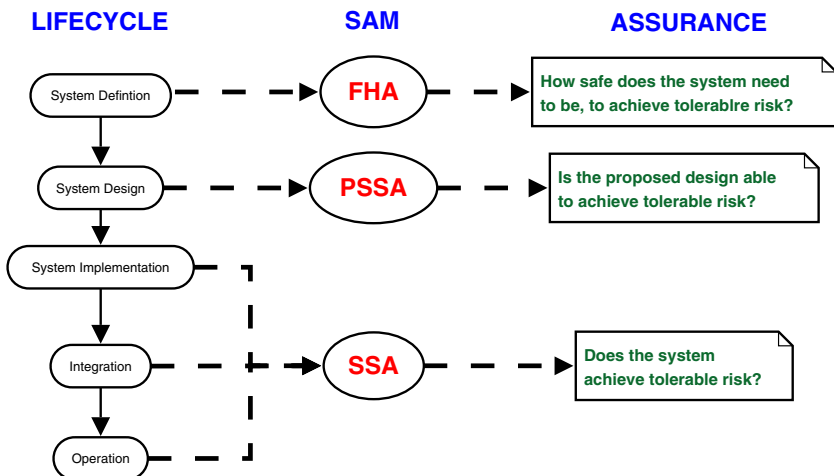 LIFECYCLE
SAM
ASSURANCE
System Defintion
FHA
How safe does the system need
to be, to achieve tolerablre risk?
System Design
PSSA
Is the proposed design able
to achieve tolerable risk?
System Implementation
Integration
SSA
Does the system
achieve tolerable risk?
Operation